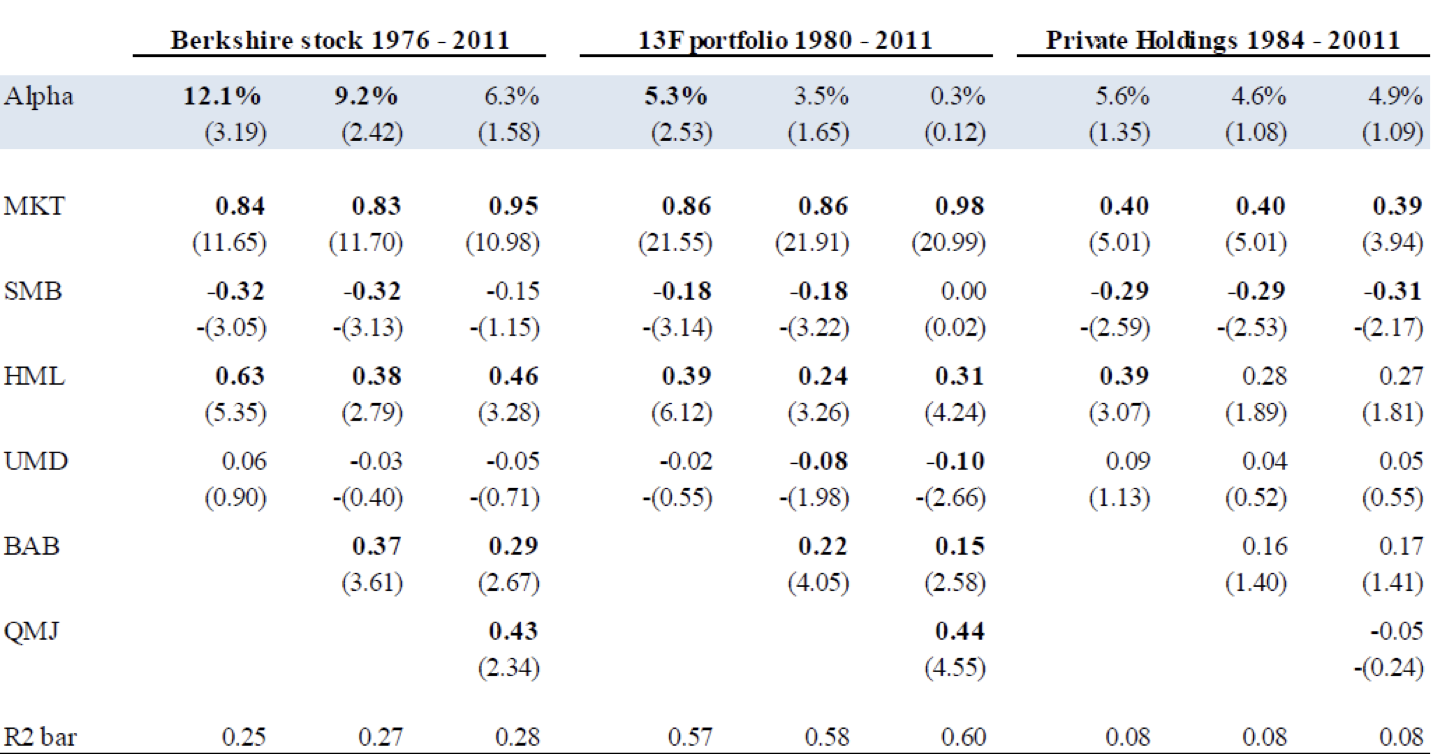 Berkshire stock 1976 - 2011 13F portfolio 1980 - 2011 Private Holdings 1984 - 20011
Alpha 12.1% 9.2% 6.3% 5.3% 3.5% 0.3% 5.6% 4.6% 4.9%
(3.19) (2.42) (1.58) (2.53) (1.65) (0.12) (1.35) (1.08) (1.09)
MKT 0.84 0.83 0.95 0.86 0.86 0.98 0.40 0.40 0.39
(11.65) (11.70) (10.98) (21.55) (21.91) (20.99) (5.01) (5.01) (3.94)
SMB -0.32 -0.32 -0.15 -0.18 -0.18 0.00 -0.29 -0.29 -0.31
-(3.05) -(3.13) -(1.15) -(3.14) -(3.22) (0.02) -(2.59) -(2.53) -(2.17)
HML 0.63 0.38 0.46 0.39 0.24 0.31 0.39 0.28 0.27
(5.35) (2.79) (3.28) (6.12) (3.26) (4.24) (3.07) (1.89) (1.81)
UMD 0.06 -0.03 -0.05 -0.02 -0.08 -0.10 0.09 0.04 0.05
(0.90) -(0.40) -(0.71) -(0.55) -(1.98) -(2.66) (1.13) (0.52) (0.55)
BAB 0.37 0.29 0.22 0.15 0.16 0.17
(3.61) (2.67) (4.05) (2.58) (1.40) (1.41)
QMJ 0.43 0.44 -0.05
(2.34) (4.55) -(0.24)
R2 bar 0.25 0.27 0.28 0.57 0.58 0.60 0.08 0.08 0.08